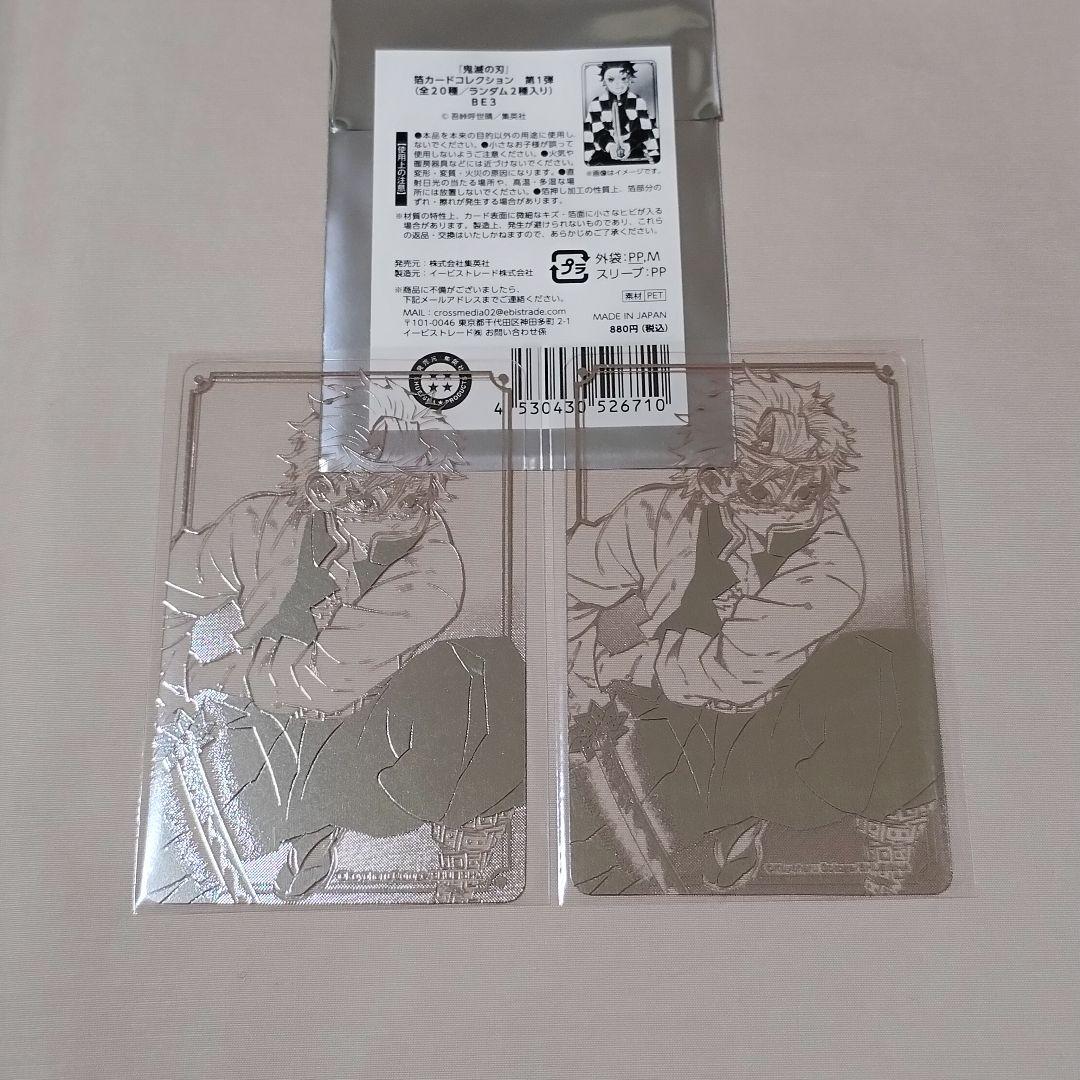 「鬼滅の刃」
箔カードコレクション 第1弾
(全20種/ランダム2種入り)
BE3
© 吾峠呼世晴/集英社
【使用上の注意】
●本品を本来の目的以外の用途に使用し
ないでください。●小さなお子様が誤って
使用しないようご注意ください。●火気や
暖房器具などには近づけないでください。
変形・変質・火災の原因になります。●直
射日光の当たる場所や、高温・多湿な場
所には放置しないでください。●箔押し加工の性質上、箔部分の
ずれ・擦れが発生する場合があります。
※画像はイメージです。
※材質の特性上、カード表面に微細なキズ・箔面に小さなヒビが入る
場合があります。製造上、発生が避けられないものであり、これら
の返品・交換はいたしかねますので、あらかじめご了承ください。
発売元:株式会社集英社
製造元:イービストレード株式会社
プラ
外袋:PP,M
スリーブ:PP
※商品に不備がございましたら、
下記メールアドレスまでご連絡ください。
MAIL:crossmedia02@ebistrade.com
〒101-0046 東京都千代田区神田多町 2-1
イービストレード㈱ お問い合わせ係
素材 PET
MADE IN JAPAN
880円(税込)
発売元 集英社
4 530430 526710